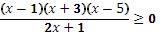 (x − 1)(x + 3)(x − 5)
2x + 1
≥ 0